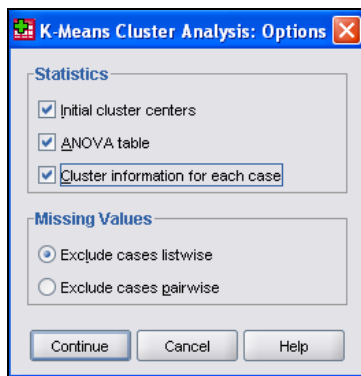 K-Means Cluster Analysis: Options
Statistics
Initial cluster centers
ANOVA table
Cluster information for each case
Missing Values
Exclude cases listwise
Exclude cases pairwise
Continue Cancel Help